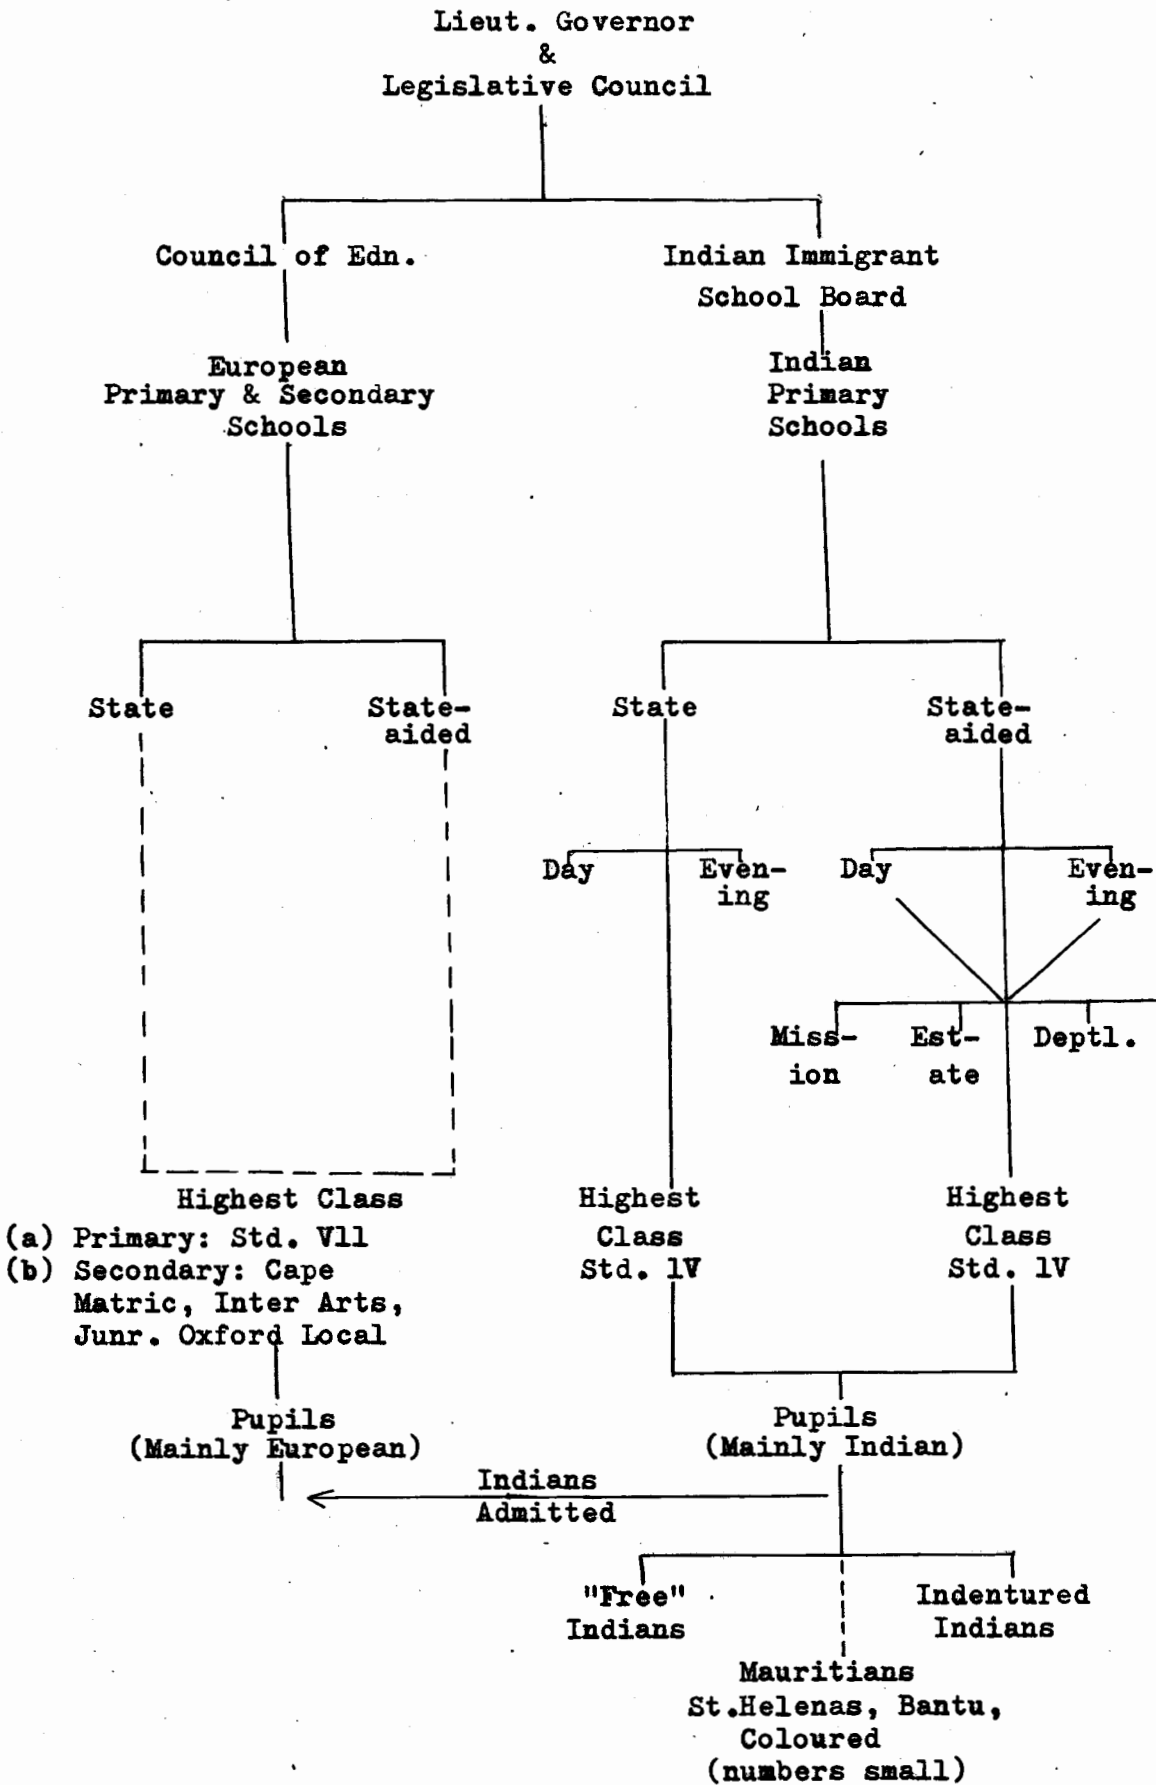 Lieut. Governor
&
Legislative Council
Council of Edn.
Indian Immigrant
School Board
European
Primary & Secondary
Schools
Indian
Primary
Schools
State
State-
aided
State
State-
aided
Day
Even-
ing
Day
Even-
ing
Miss-
ion
Est-
ate
Deptl.
Highest Class
(a) Primary: Std. Vll
(b) Secondary: Cape
Matric, Inter Arts,
Junr. Oxford Local
Highest
Class
Std. lV
Highest
Class
Std. lV
Pupils
(Mainly European)
Pupils
(Mainly Indian)
Indians
Admitted
"Free"
Indians
Indentured
Indians
Mauritians
St.Helenas, Bantu,
Coloured
(numbers small)